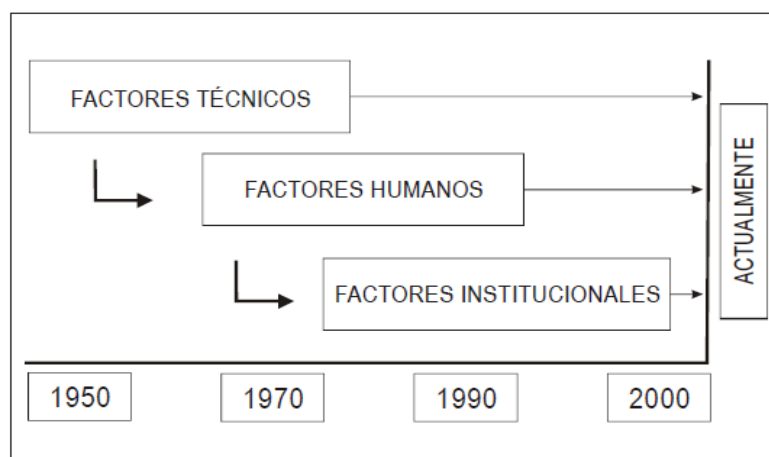 FACTORES TÉCNICOS
FACTORES HUMANOS
FACTORES INSTITUCIONALES
ACTUALMENTE
1950
1970
1990
2000